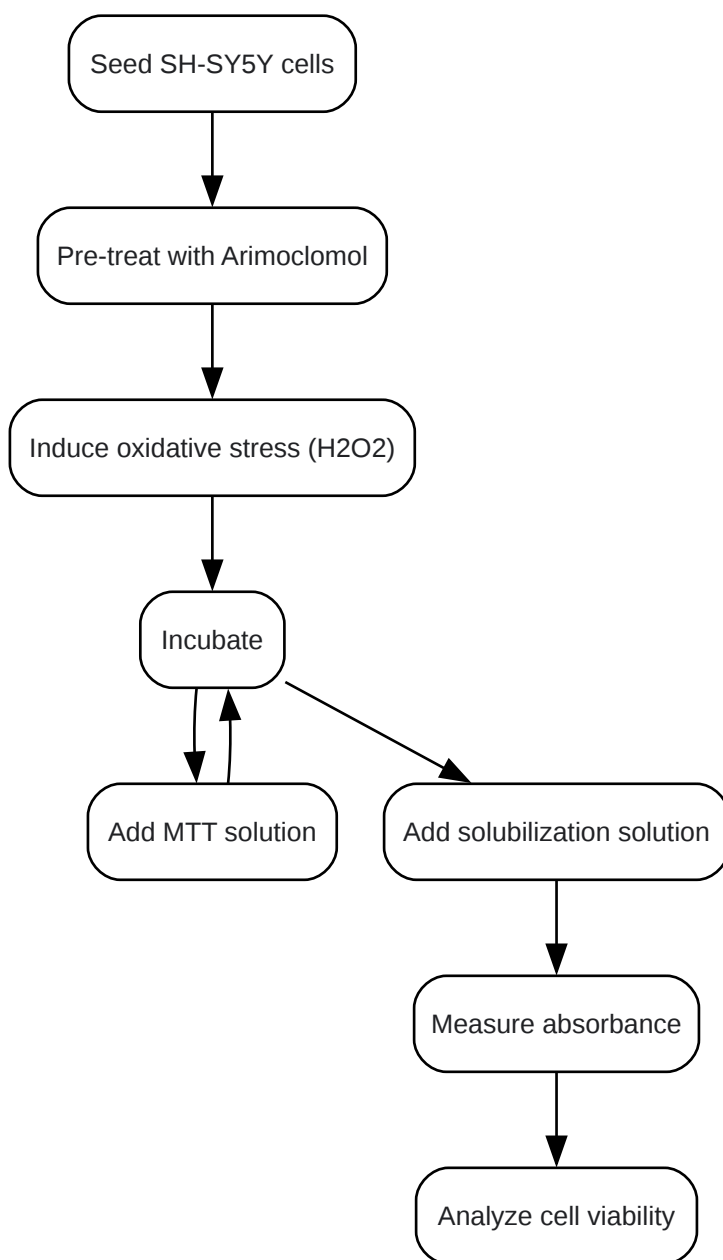 Seed SH-SY5Y cells
Pre-treat with Arimoclomol
Induce oxidative stress (H2O2)
Incubate
Add MTT solution
Add solubilization solution
Measure absorbance
Analyze cell viability